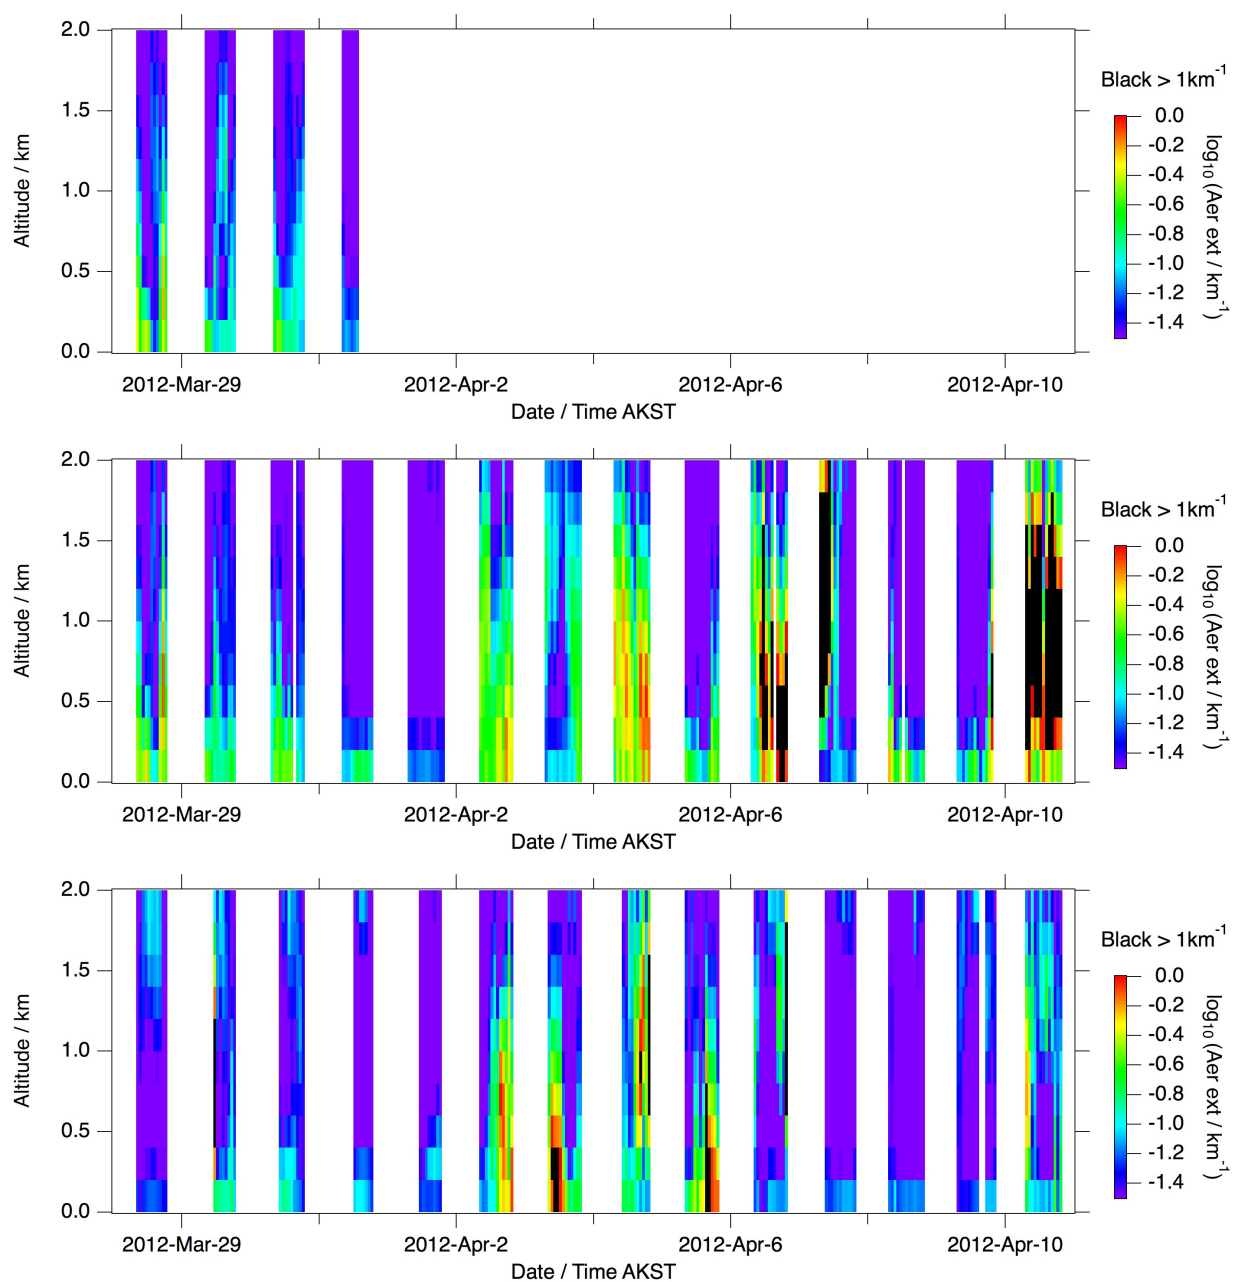 Altitude / km
2.0
1.5
1.0
0.5
0.0
2012-Mar-29
2012-Apr-2
2012-Apr-6
2012-Apr-10
Date / Time AKST
Black > 1km-1
0.0
-0.2
-0.4
-0.6
-0.8
-1.0
-1.2
-1.4
log10 (Aer ext / km-1)
Altitude / km
2.0
1.5
1.0
0.5
0.0
2012-Mar-29
2012-Apr-2
2012-Apr-6
2012-Apr-10
Date / Time AKST
Black > 1km-1
0.0
-0.2
-0.4
-0.6
-0.8
-1.0
-1.2
-1.4
log10 (Aer ext / km-1)
Altitude / km
2.0
1.5
1.0
0.5
0.0
2012-Mar-29
2012-Apr-2
2012-Apr-6
2012-Apr-10
Date / Time AKST
Black > 1km-1
0.0
-0.2
-0.4
-0.6
-0.8
-1.0
-1.2
-1.4
log10 (Aer ext / km-1)